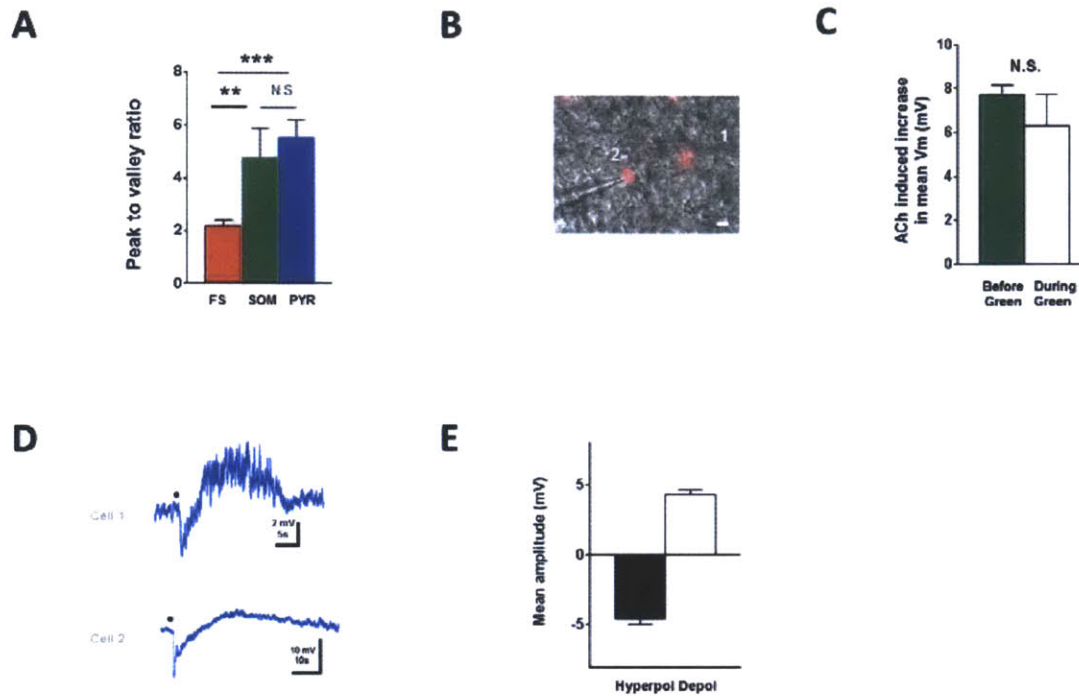 A
Peak to valley ratio
8
6
4
2
0
***
**
N.S
FS SOM PYR
B
1
2
C
ACh induced increase
in mean Vm (mV)
10
8
6
4
2
0
N.S.
Before During
Green Green
D
Cell 1
2 mV
5s
Cell 2
10 mV
10s
E
Mean amplitude (mV)
5
0
-5
Hyperpol Depol